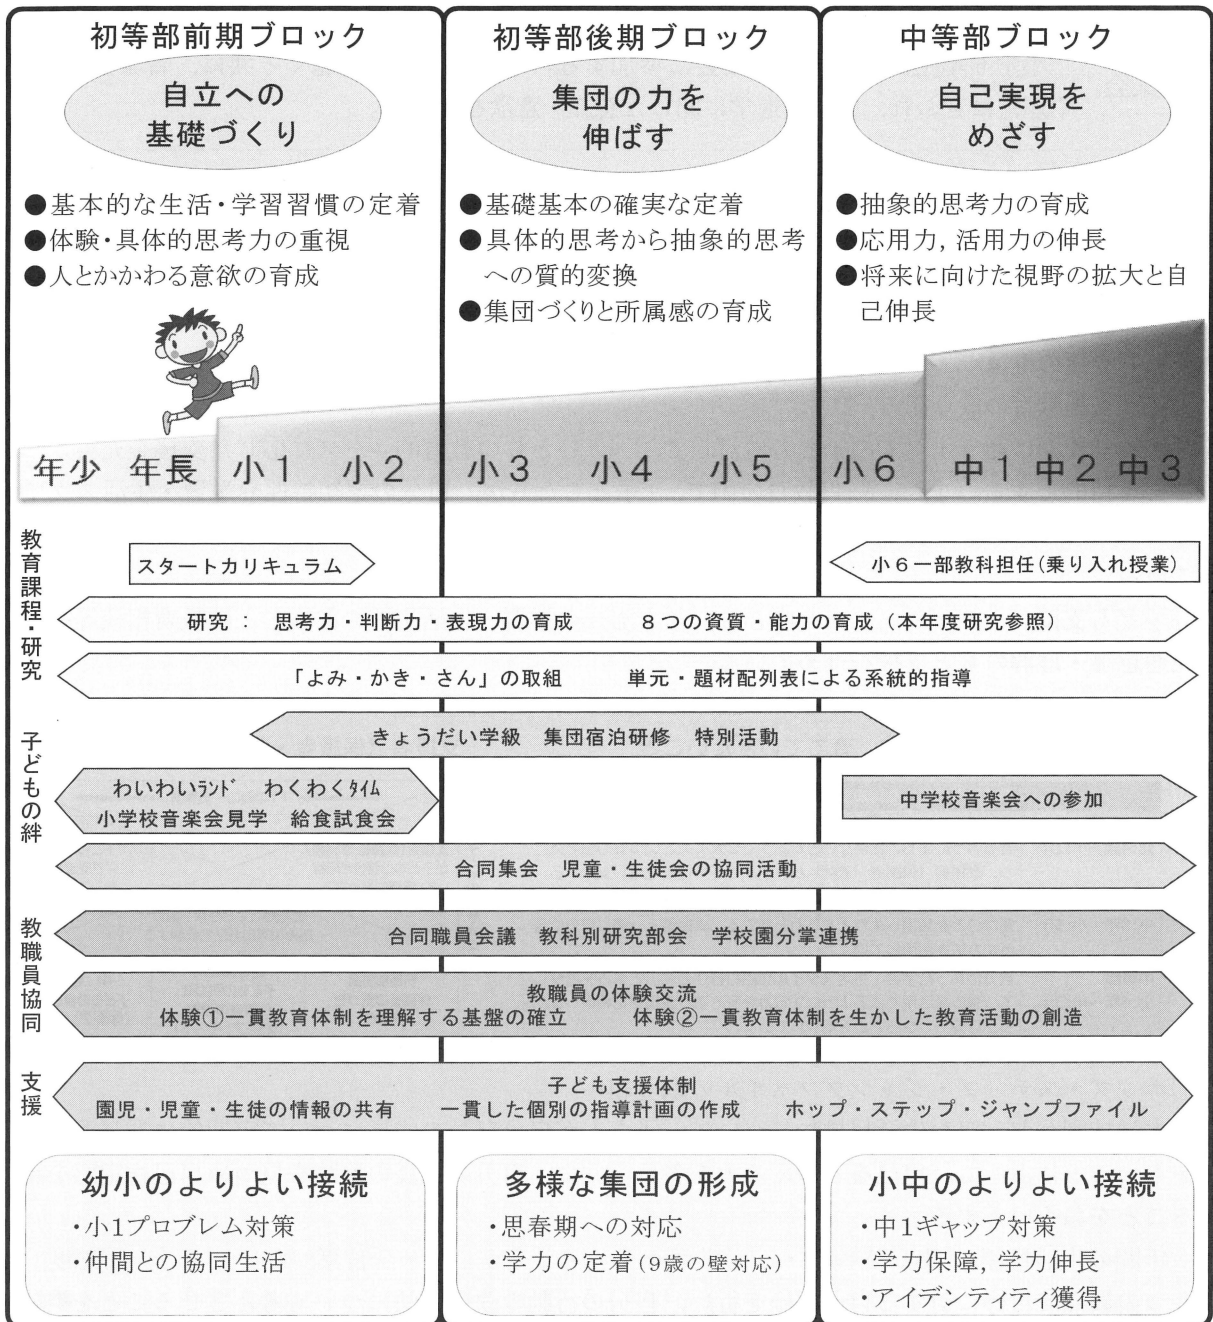 初等部前期ブロック
自立への
基礎づくり
●基本的な生活・学習習慣の定着
●体験・具体的思考力の重視
●人とかかわる意欲の育成
初等部後期ブロック
集団の力を
伸ばす
●基礎基本の確実な定着
●具体的思考から抽象的思考
への質的変換
●集団づくりと所属感の育成
中等部ブロック
自己実現を
めざす
●抽象的思考力の育成
●応用力，活用力の伸長
●将来に向けた視野の拡大と自
己伸長
年少 年長 小1 小2 小3 小4 小5 小6 中1 中2 中3
教育課程・研究
スタートカリキュラム
小６一部教科担任(乗り入れ授業)
研究： 思考力・判断力・表現力の育成 ８つの資質・能力の育成（本年度研究参照）
「よみ・かき・さん」の取組 単元・題材配列表による系統的指導
子どもの絆
きょうだい学級 集団宿泊研修 特別活動
わいわいﾗﾝﾄﾞ わくわくﾀｲﾑ
小学校音楽会見学 給食試食会
中学校音楽会への参加
合同集会 児童・生徒会の協同活動
教職員協同
合同職員会議 教科別研究部会 学校園分掌連携
教職員の体験交流
体験①一貫教育体制を理解する基盤の確立 体験②一貫教育体制を生かした教育活動の創造
支援
子ども支援体制
園児・児童・生徒の情報の共有 一貫した個別の指導計画の作成 ホップ・ステップ・ジャンプファイル
幼小のよりよい接続
・小1プロブレム対策
・仲間との協同生活
多様な集団の形成
・思春期への対応
・学力の定着(9歳の壁対応)
小中のよりよい接続
・中1ギャップ対策
・学力保障，学力伸長
・アイデンティティ獲得